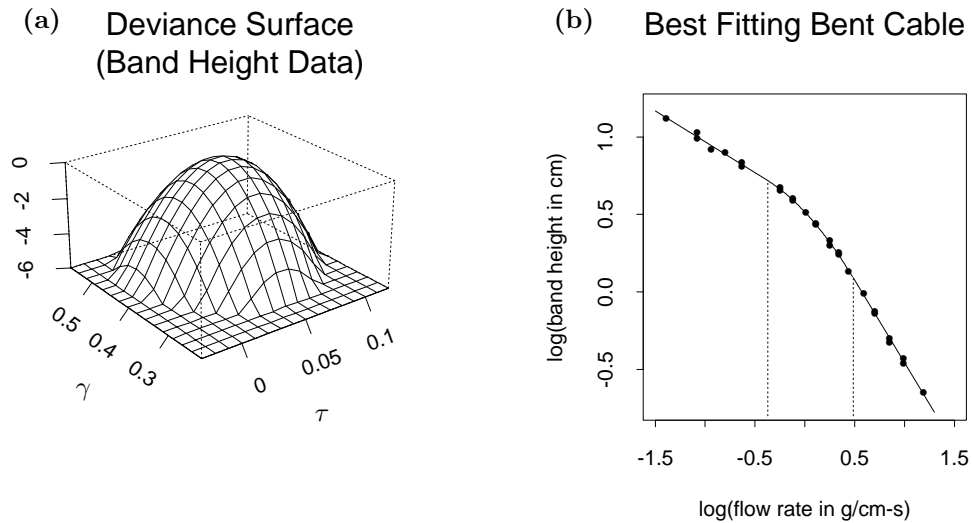 (a)
Deviance Surface
(Band Height Data)
0
-2
-4
-6
0.5
0.4
0.3
γ
0
0.05
0.1
τ
(b)
Best Fitting Bent Cable
1.0
0.5
0.0
-0.5
log(band height in cm)
-1.5
-0.5
0.5
1.5
log(flow rate in g/cm-s)